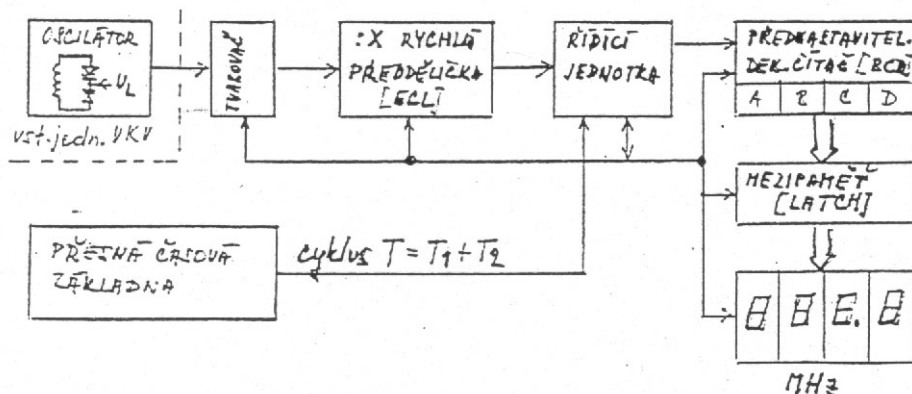 OSCILÁTOR
U_L
vst. jedn. VKV
TVAROVAČ
:X RYCHLÁ
PŘEDDĚLIČKA
[ECL]
ŘÍDÍCÍ
JEDNOTKA
PŘEDNASTAVITEL.
DEK. ČÍTAČ [BCD]
A B C D
MEZIPAMĚŤ
[LATCH]
PŘESNÁ ČASOVÁ
ZÁKLADNA
cyklus T = T1 + T2
8 8 8. 8
MHz